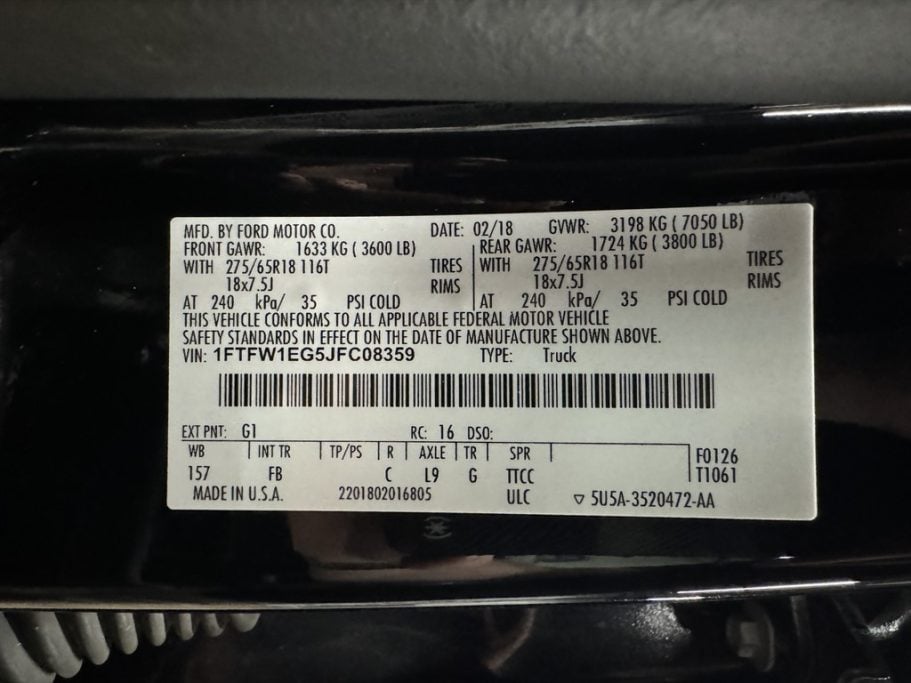 MFD. BY FORD MOTOR CO. DATE: 02/18 GVWR: 3198 KG ( 7050 LB)
FRONT GAWR: 1633 KG ( 3600 LB) REAR GAWR: 1724 KG ( 3800 LB)
WITH 275/65R18 116T TIRES WITH 275/65R18 116T TIRES
18x7.5J RIMS 18x7.5J RIMS
AT 240 kPa/ 35 PSI COLD AT 240 kPa/ 35 PSI COLD
THIS VEHICLE CONFORMS TO ALL APPLICABLE FEDERAL MOTOR VEHICLE
SAFETY STANDARDS IN EFFECT ON THE DATE OF MANUFACTURE SHOWN ABOVE.
VIN: 1FTFW1EG5JFC08359 TYPE: Truck
EXT PNT: G1 RC: 16 DSO:
WB INT TR TP/PS R AXLE TR SPR F0126
157 FB C L9 G TTCC T1061
MADE IN U.S.A. 2201802016805 ULC ▽ 5U5A-3520472-AA